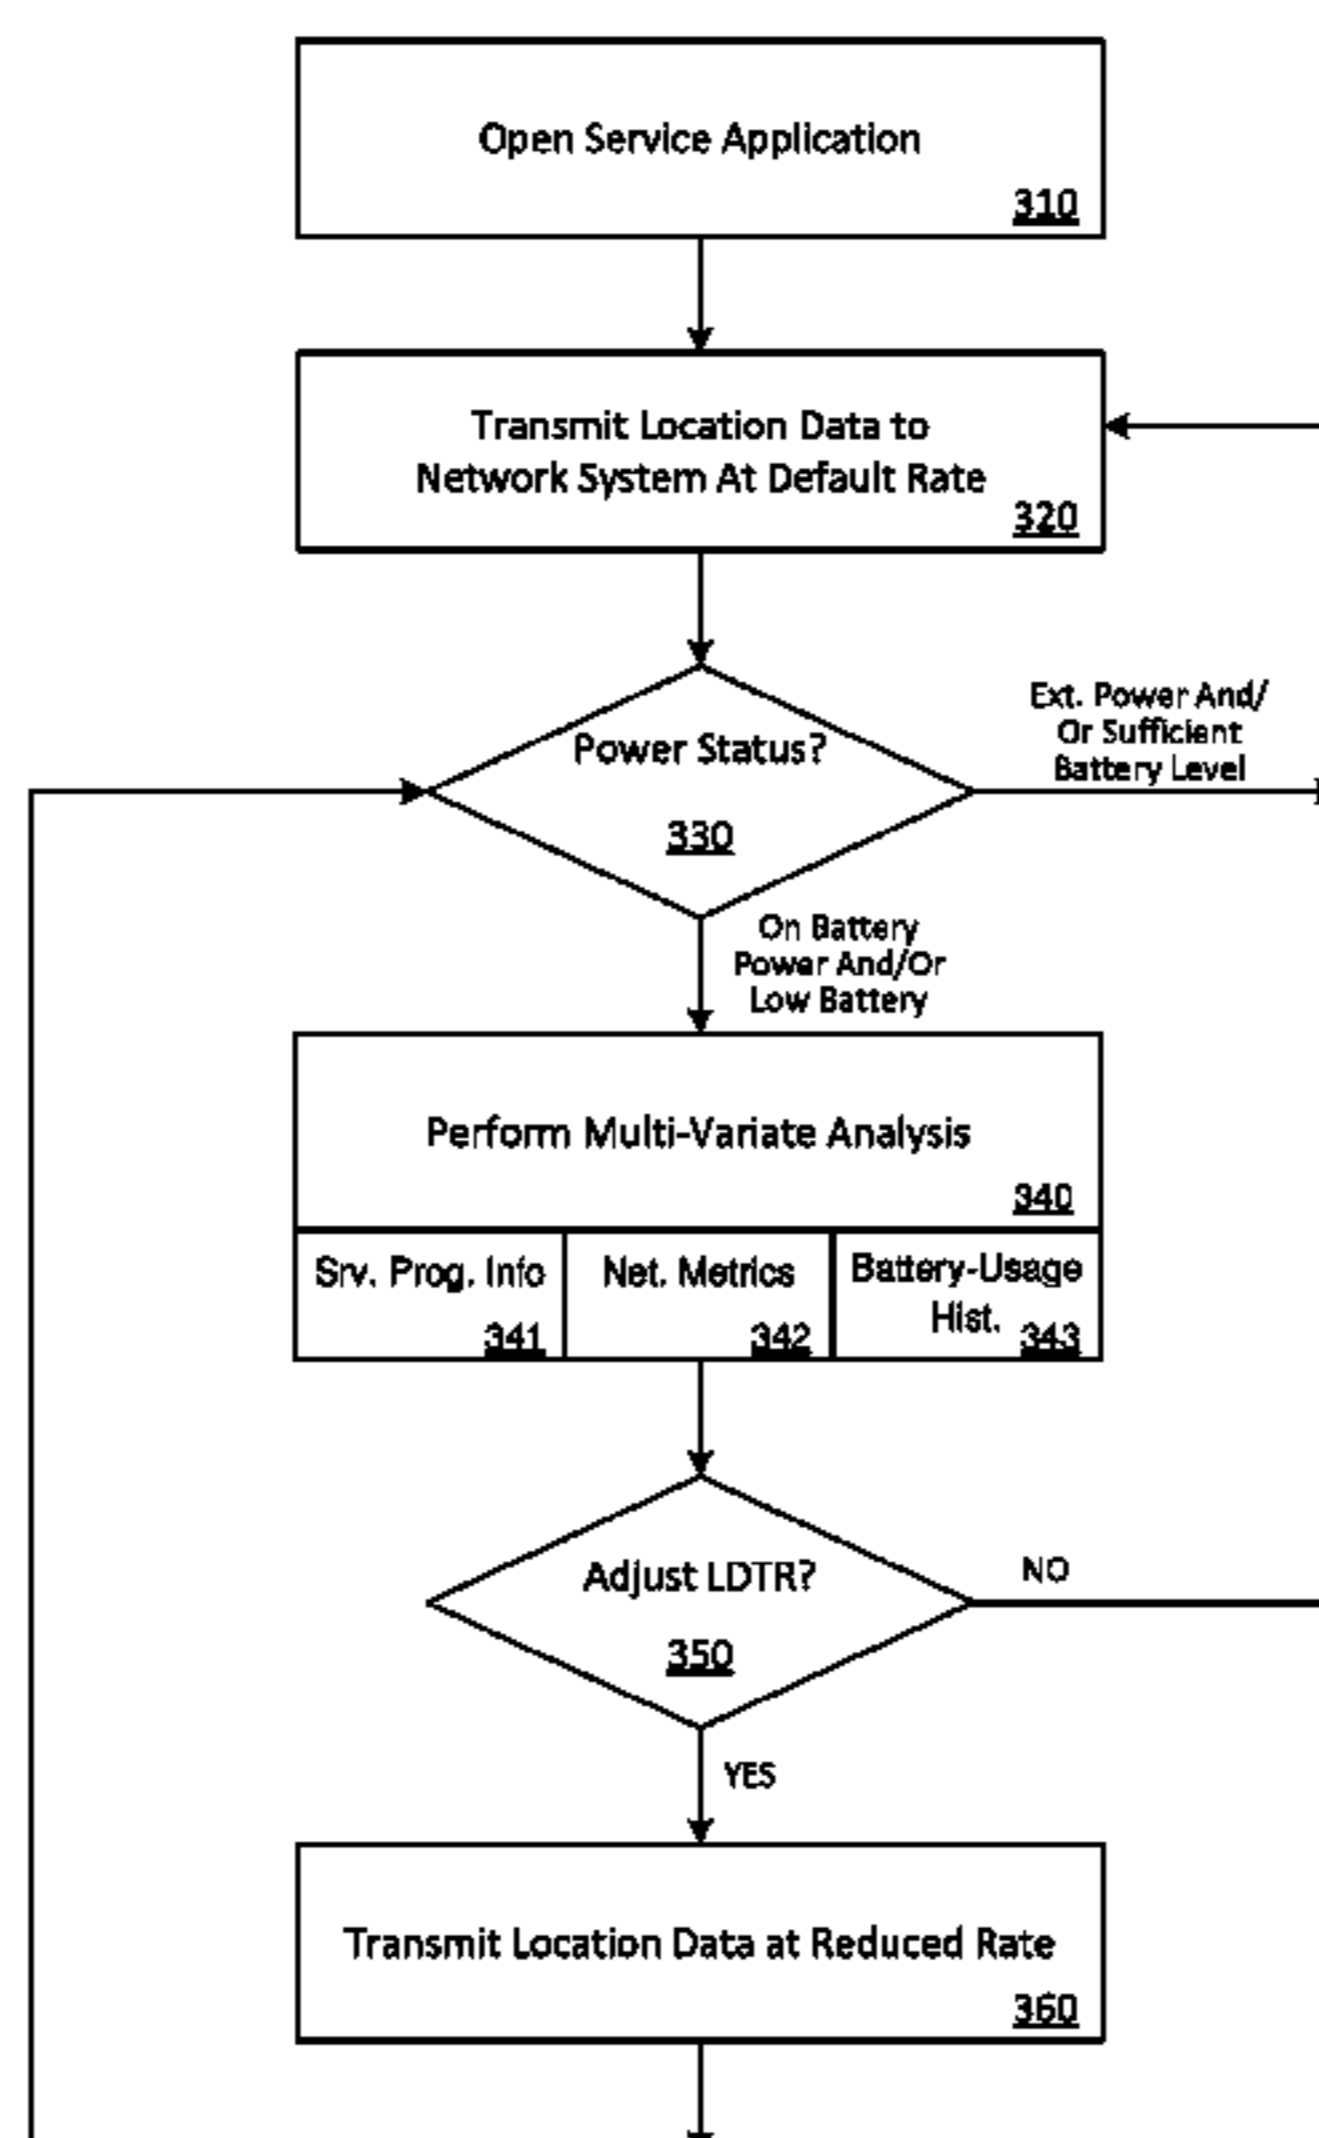 Open Service Application
310
Transmit Location Data to
Network System At Default Rate
320
Ext. Power And/
Or Sufficient
Battery Level
Power Status?
330
On Battery
Power And/Or
Low Battery
Perform Multi-Variate Analysis
340
Srv. Prog. Info
341
Net. Metrics
342
Battery-Usage
Hist.
343
Adjust LDTR?
350
NO
YES
Transmit Location Data at Reduced Rate
360